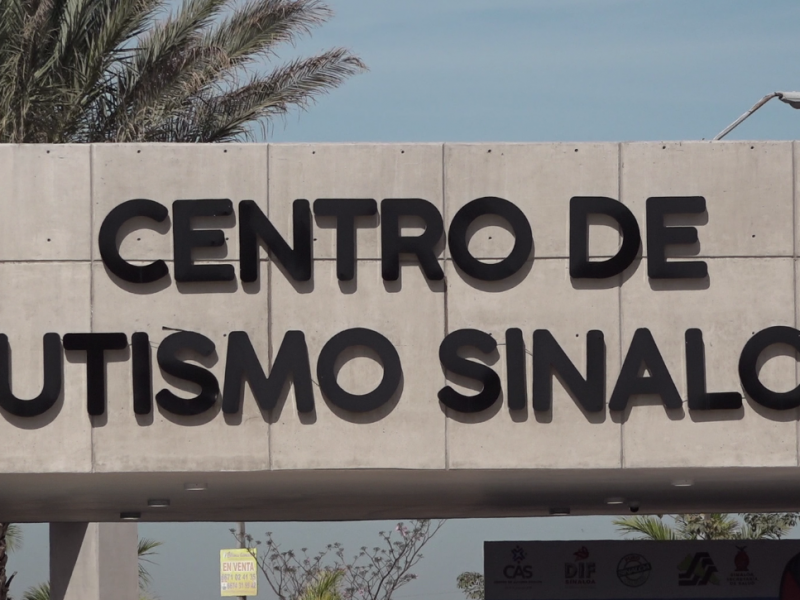 CENTRO DE
UTISMO SINALO
EN VENTA
CAS
DIF